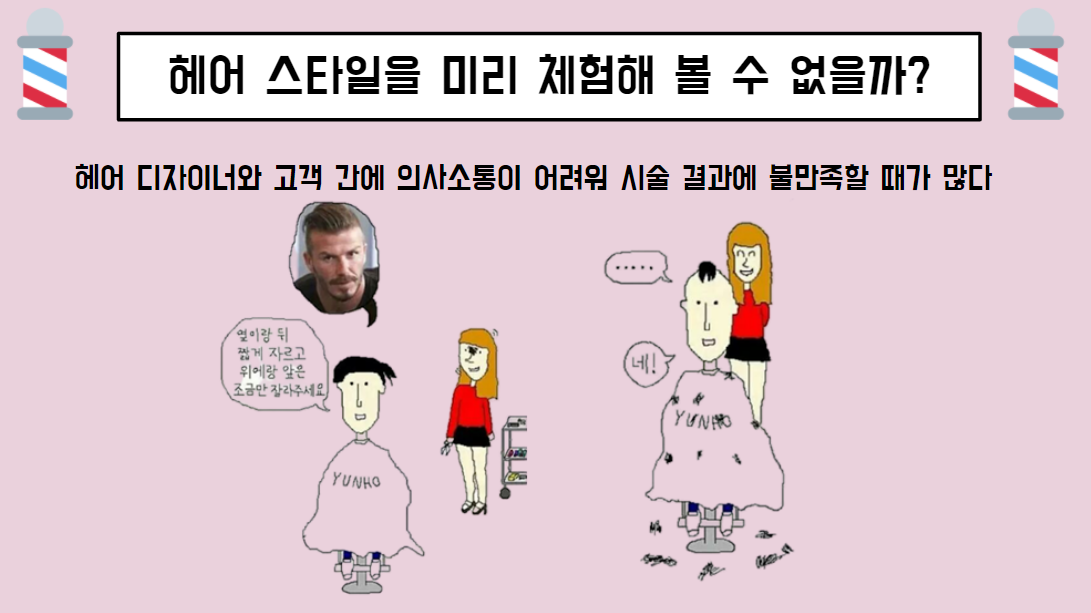 헤어 스타일을 미리 체험해 볼 수 없을까?
헤어 디자이너와 고객 간에 의사소통이 어려워 시술 결과에 불만족할 때가 많다
옆이랑 뒤
짧게 자르고
위에랑 앞은
조금만 잘라주세요
YUNHO
.....
네!
YUNHO